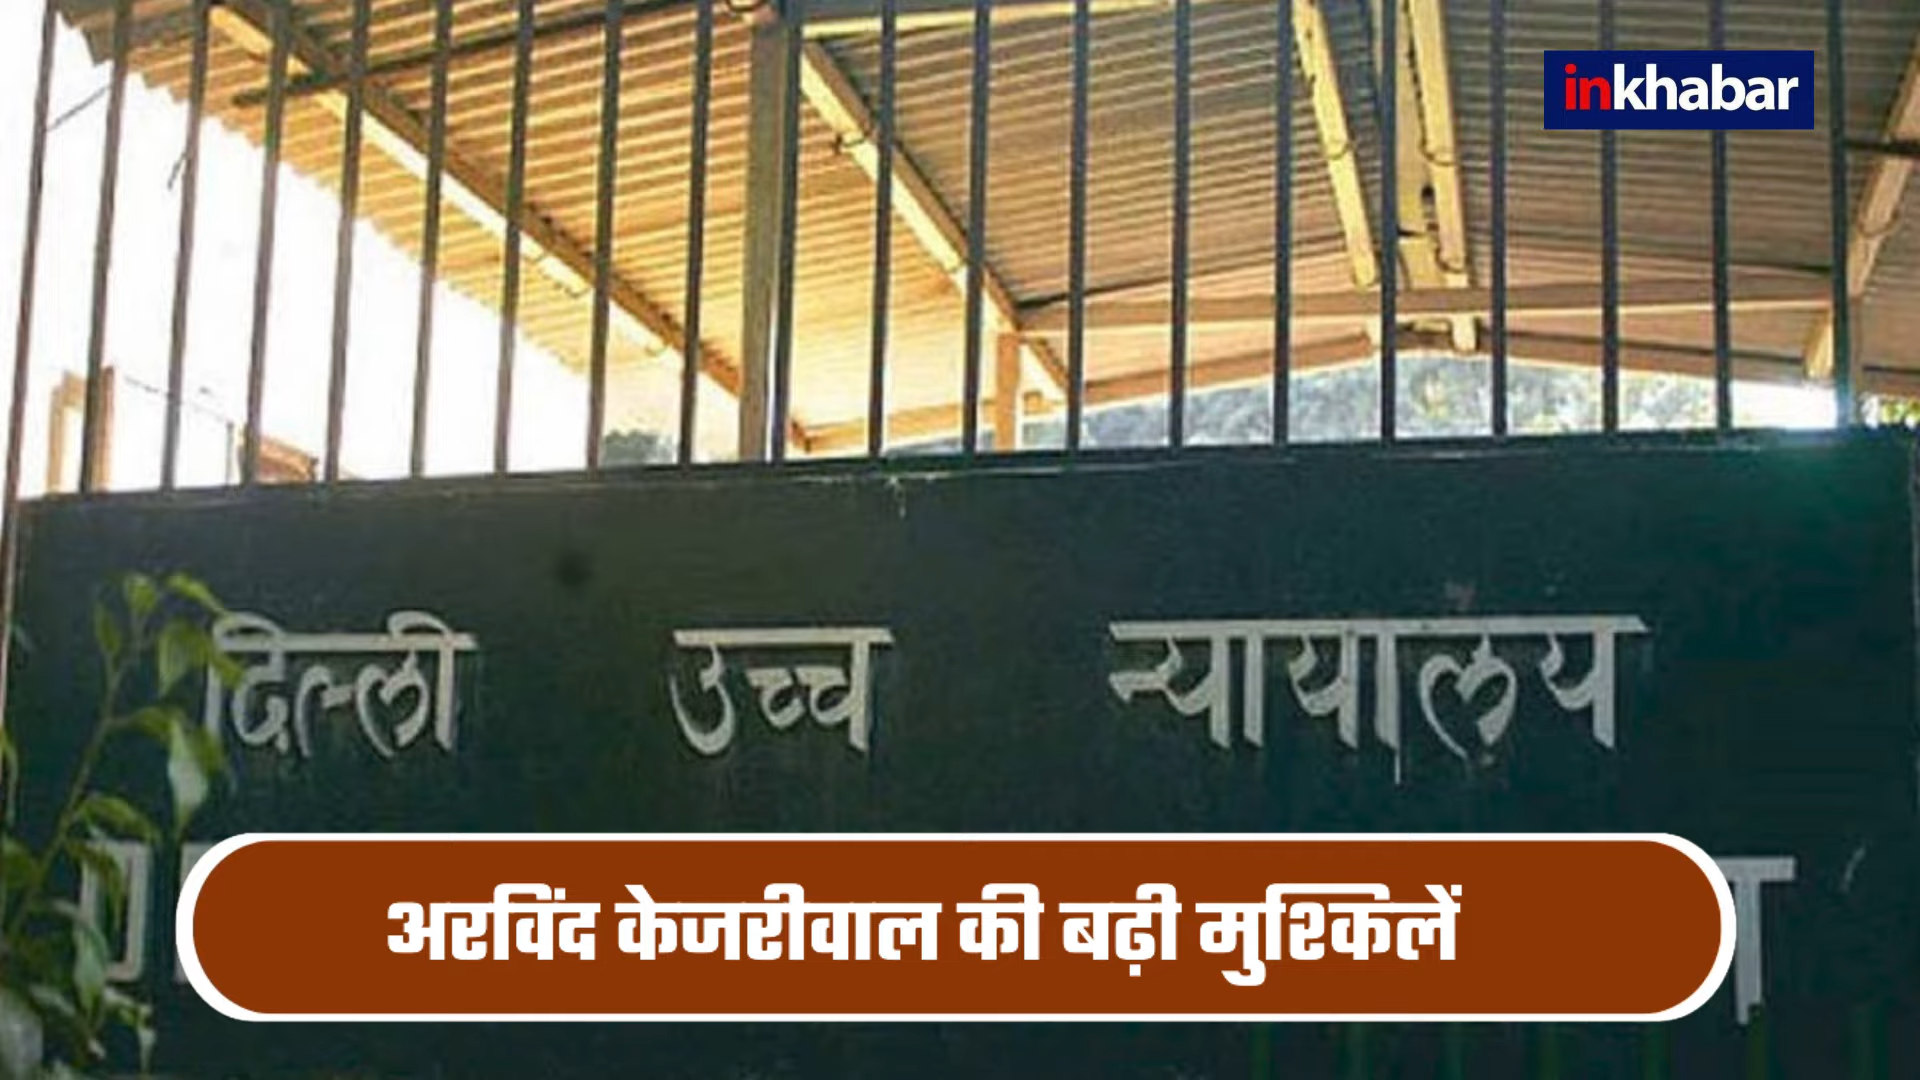 inkhabar
दिल्ली उच्च न्यायालय
अरविंद केजरीवाल की बढ़ी मुश्किलें